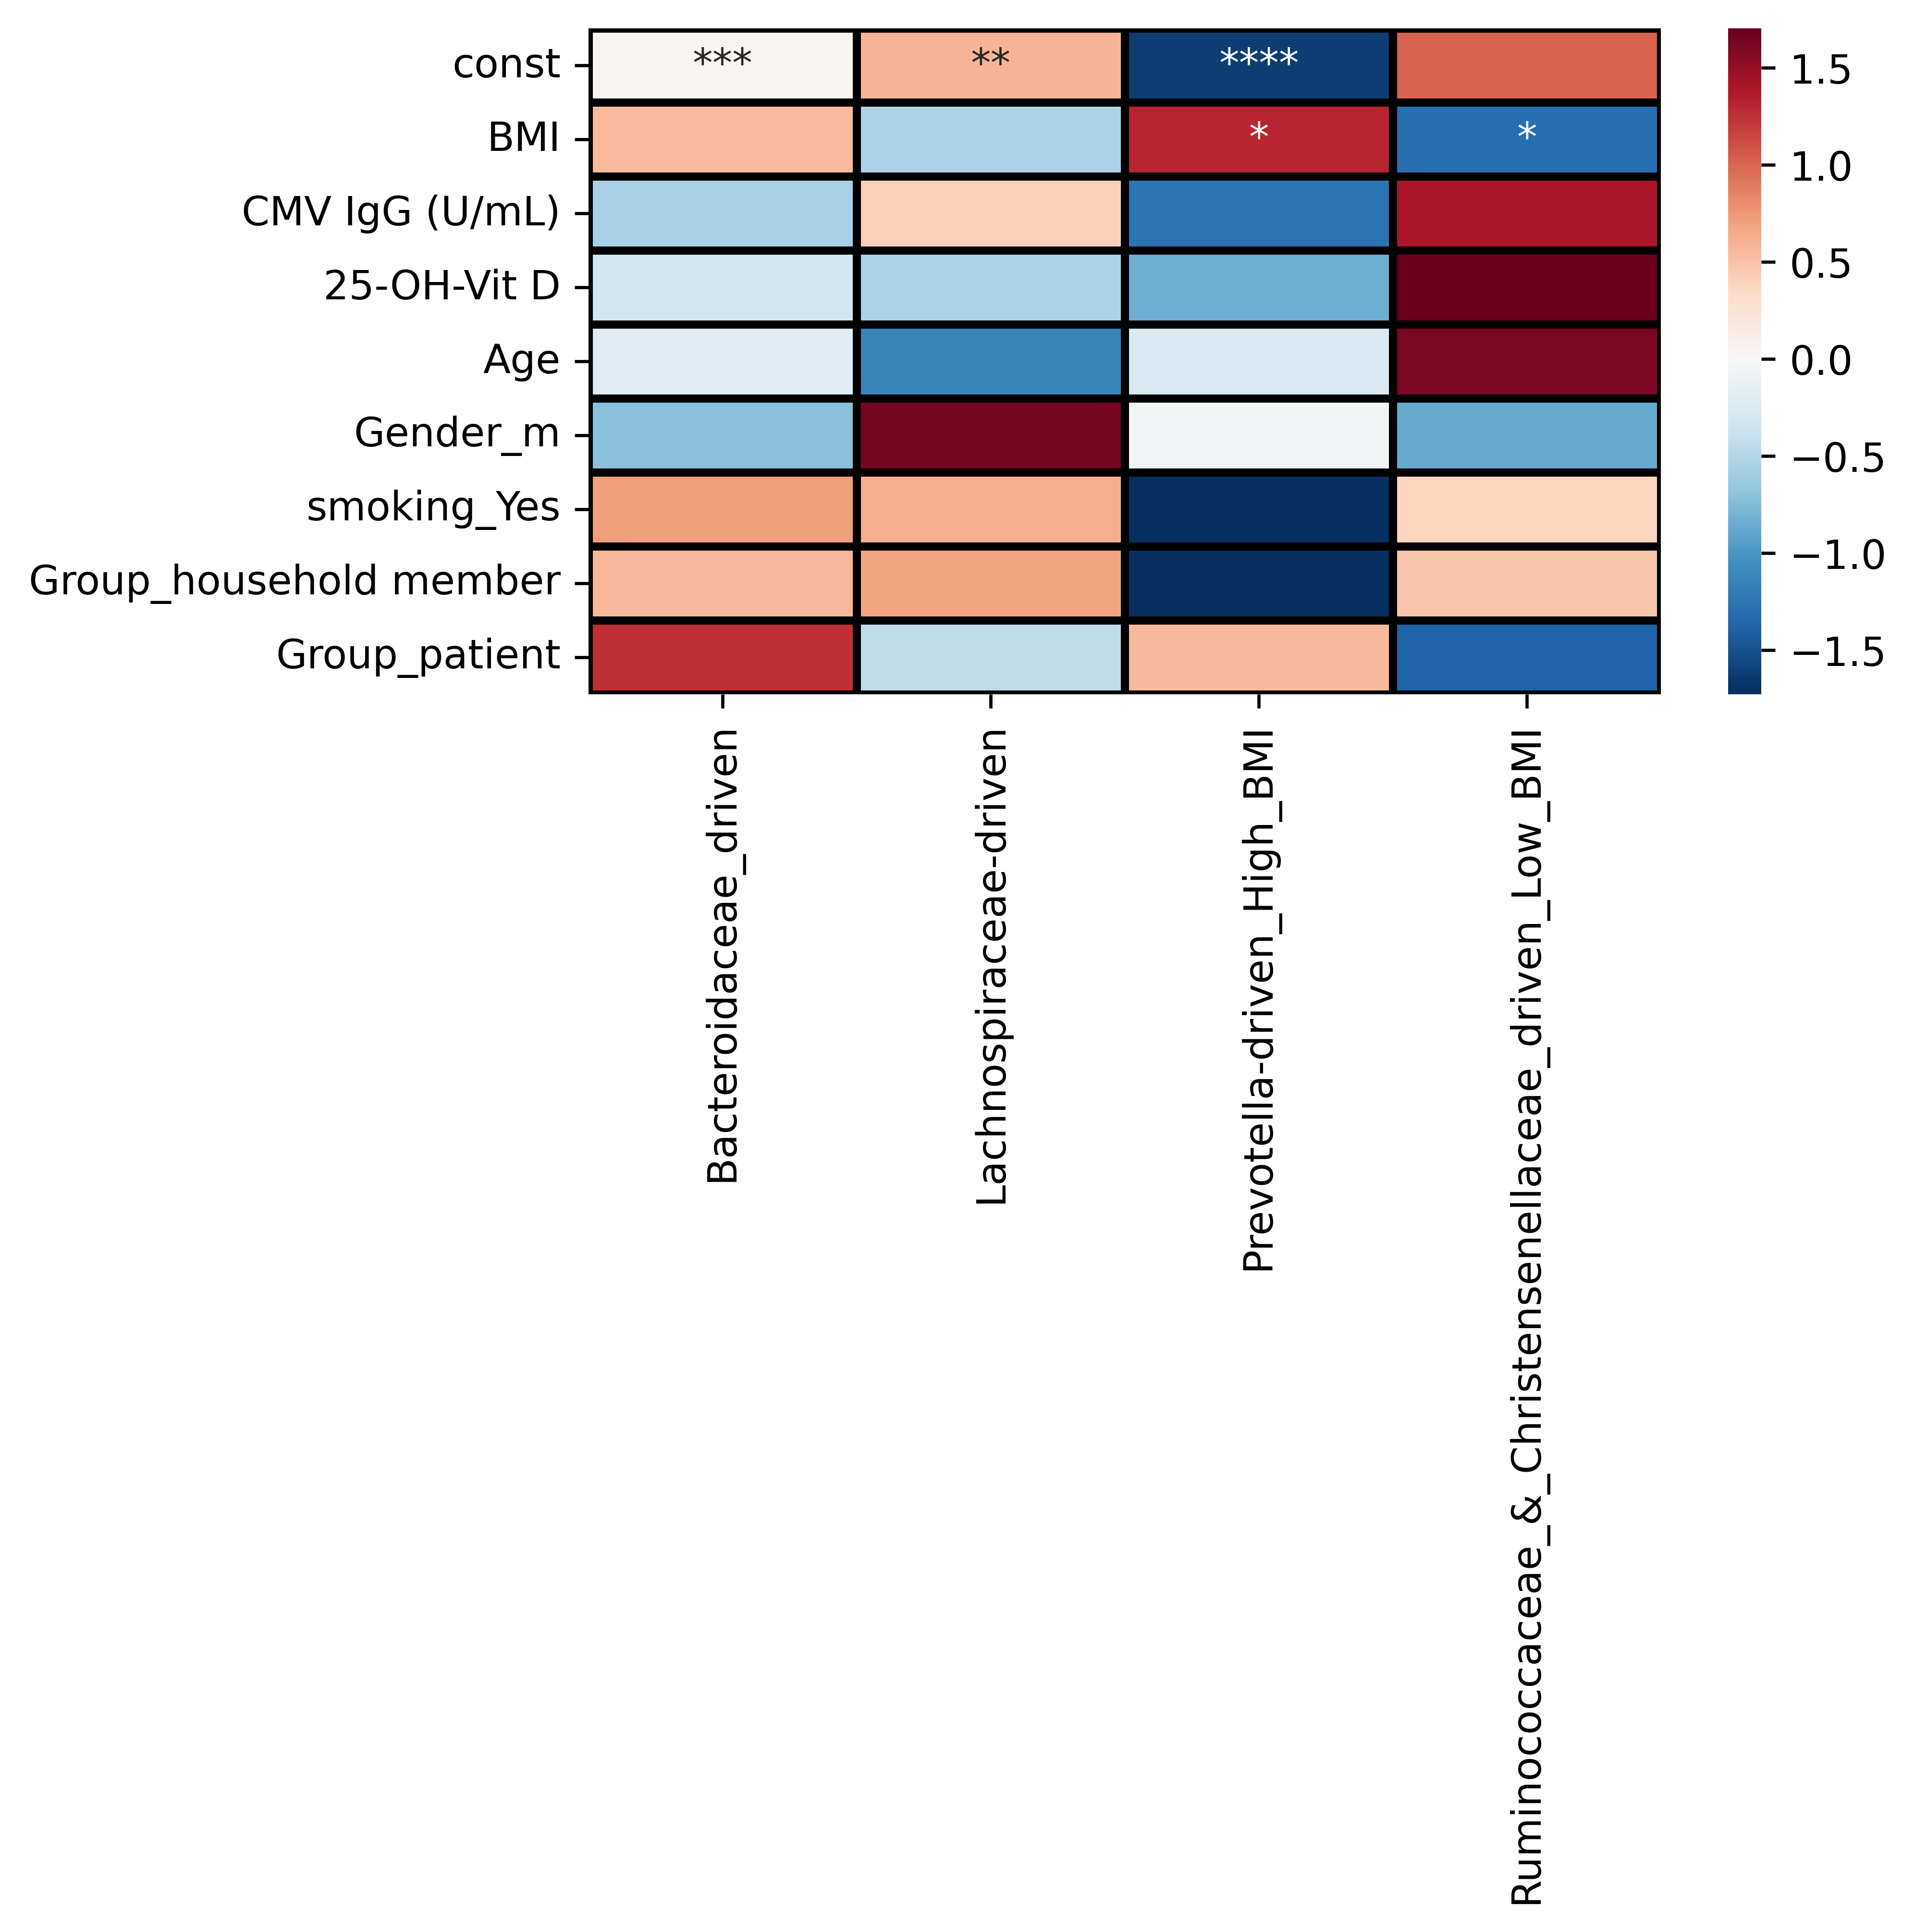 const
BMI
CMV IgG (U/mL)
25-OH-Vit D
Age
Gender_m
smoking_Yes
Group_household member
Group_patient
*** ** ****
* *
1.5
1.0
0.5
0.0
−0.5
−1.0
−1.5
Bacteroidaceae_driven
Lachnospiraceae-driven
Prevotella-driven_High_BMI
Ruminococcaceae_&_Christensenellaceae_driven_Low_BMI